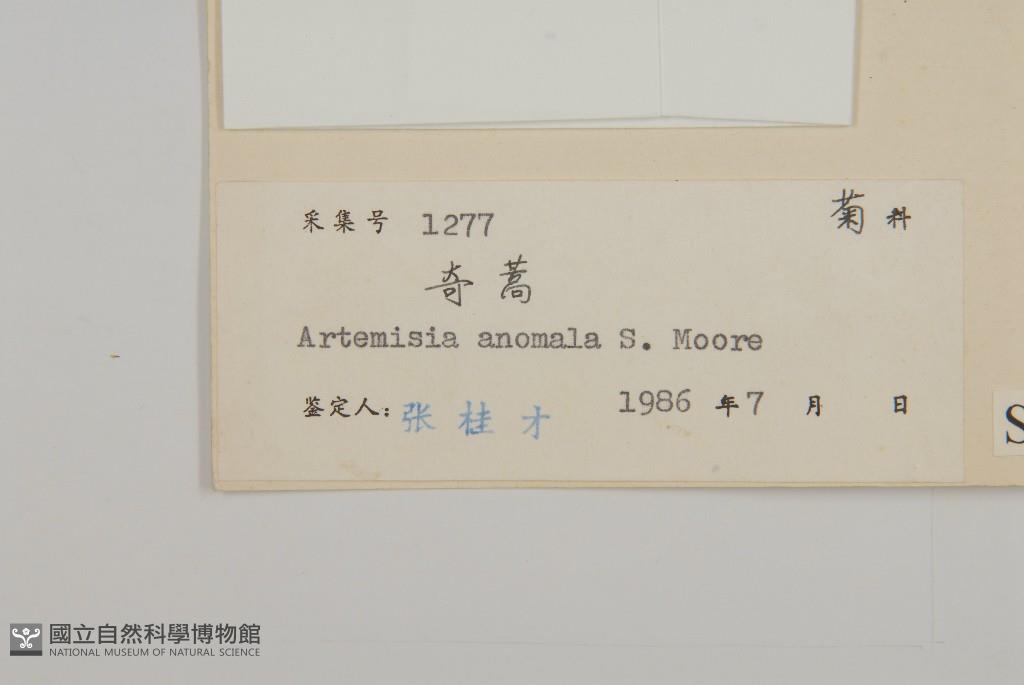 采集号 1277 菊科
奇蒿
Artemisia anomala S. Moore
鉴定人: 张桂才 1986 年 7 月 日
S
國立自然科學博物館
NATIONAL MUSEUM OF NATURAL SCIENCE